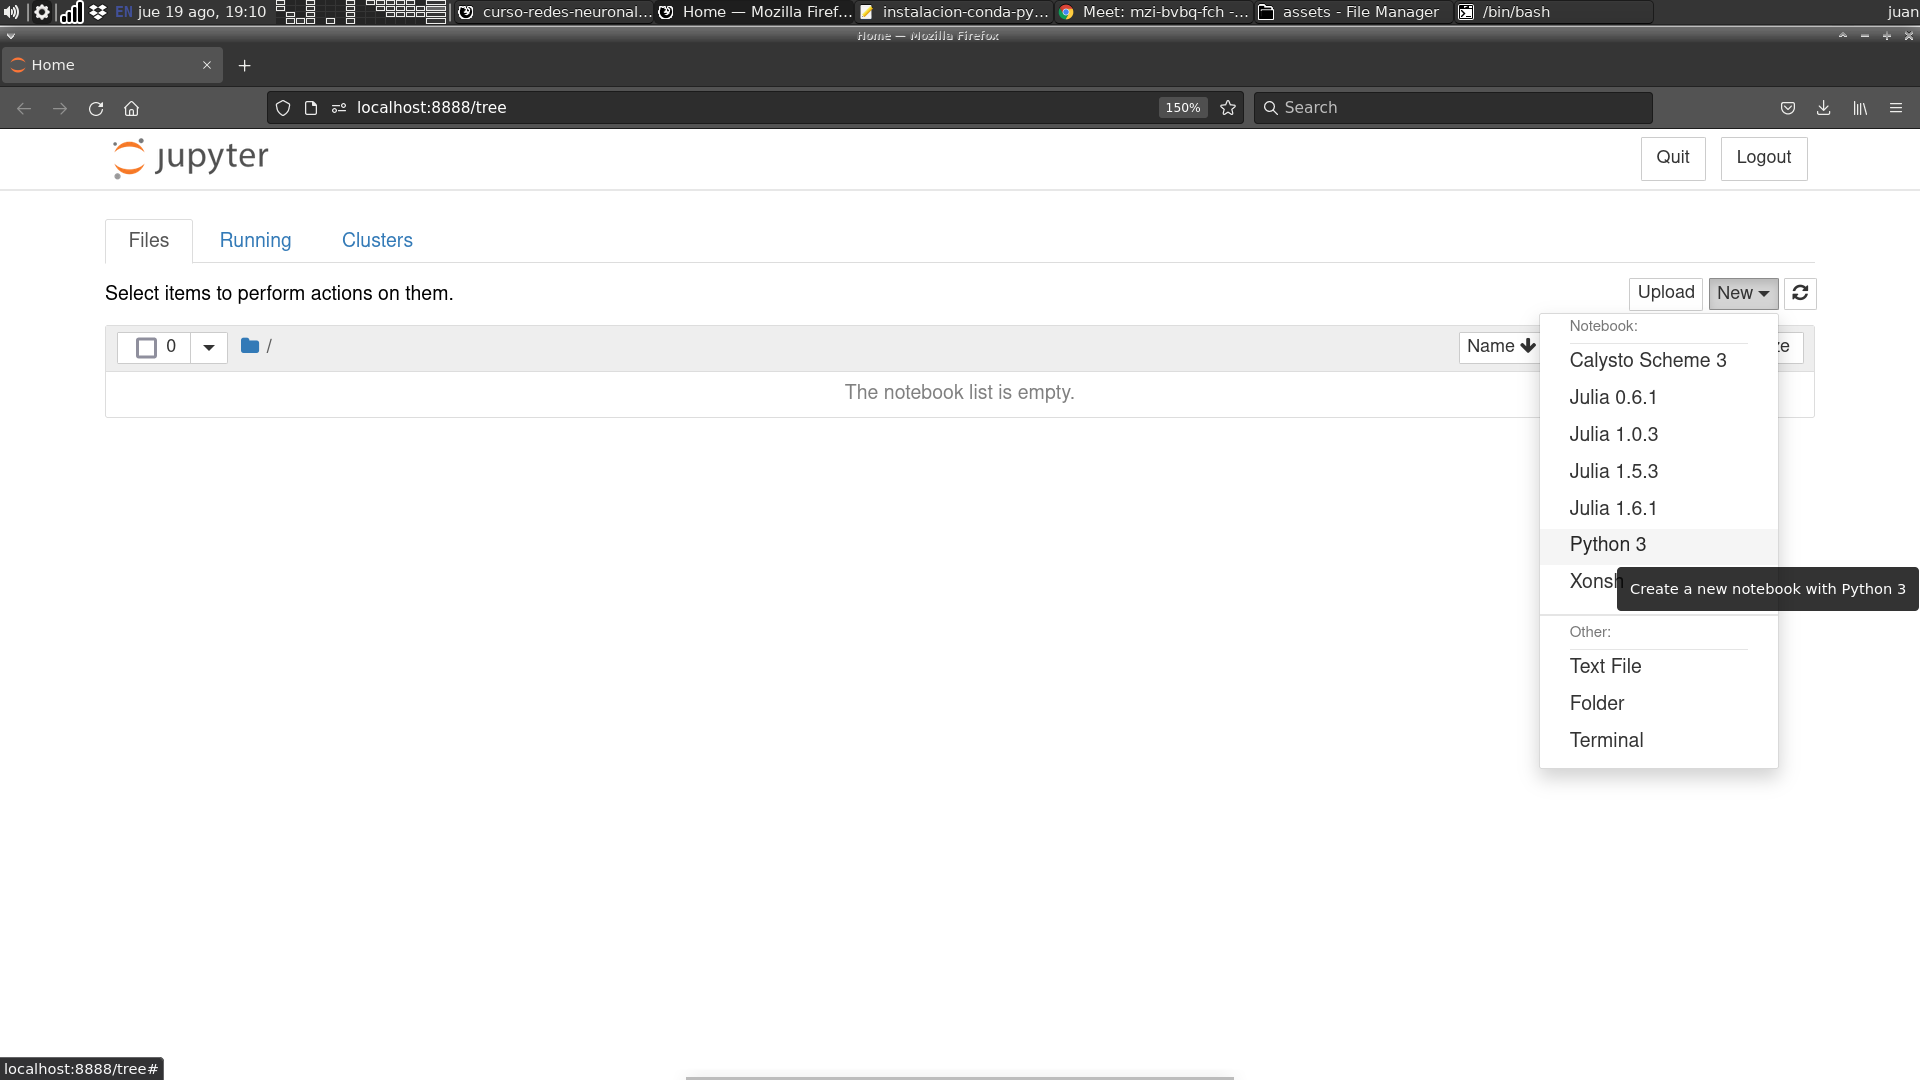 EN jue 19 ago, 19:10 curso-redes-neuronal... Home — Mozilla Firef... instalacion-conda-py... Meet: mzi-bvbq-fch -... assets - File Manager /bin/bash juan
Home — Mozilla Firefox
Home
localhost:8888/tree 150% Search
jupyter Quit Logout
Files Running Clusters
Select items to perform actions on them. Upload New
0 / Name ze
The notebook list is empty.
Notebook:
Calysto Scheme 3
Julia 0.6.1
Julia 1.0.3
Julia 1.5.3
Julia 1.6.1
Python 3
Xonsh
Create a new notebook with Python 3
Other:
Text File
Folder
Terminal
localhost:8888/tree#